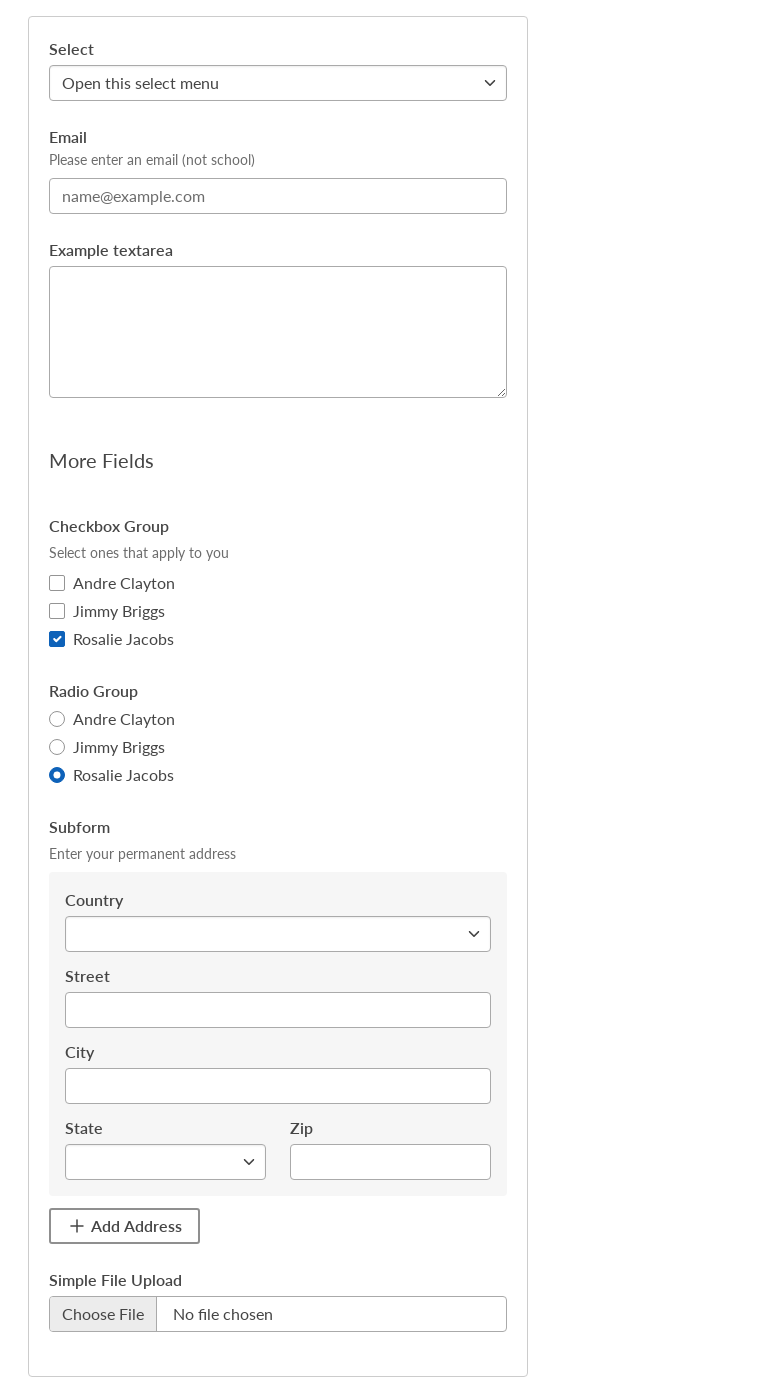 Select
Open this select menu
Email
Please enter an email (not school)
name@example.com
Example textarea
More Fields
Checkbox Group
Select ones that apply to you
Andre Clayton
Jimmy Briggs
Rosalie Jacobs
Radio Group
Andre Clayton
Jimmy Briggs
Rosalie Jacobs
Subform
Enter your permanent address
Country
Street
City
State Zip
Add Address
Simple File Upload
Choose File No file chosen